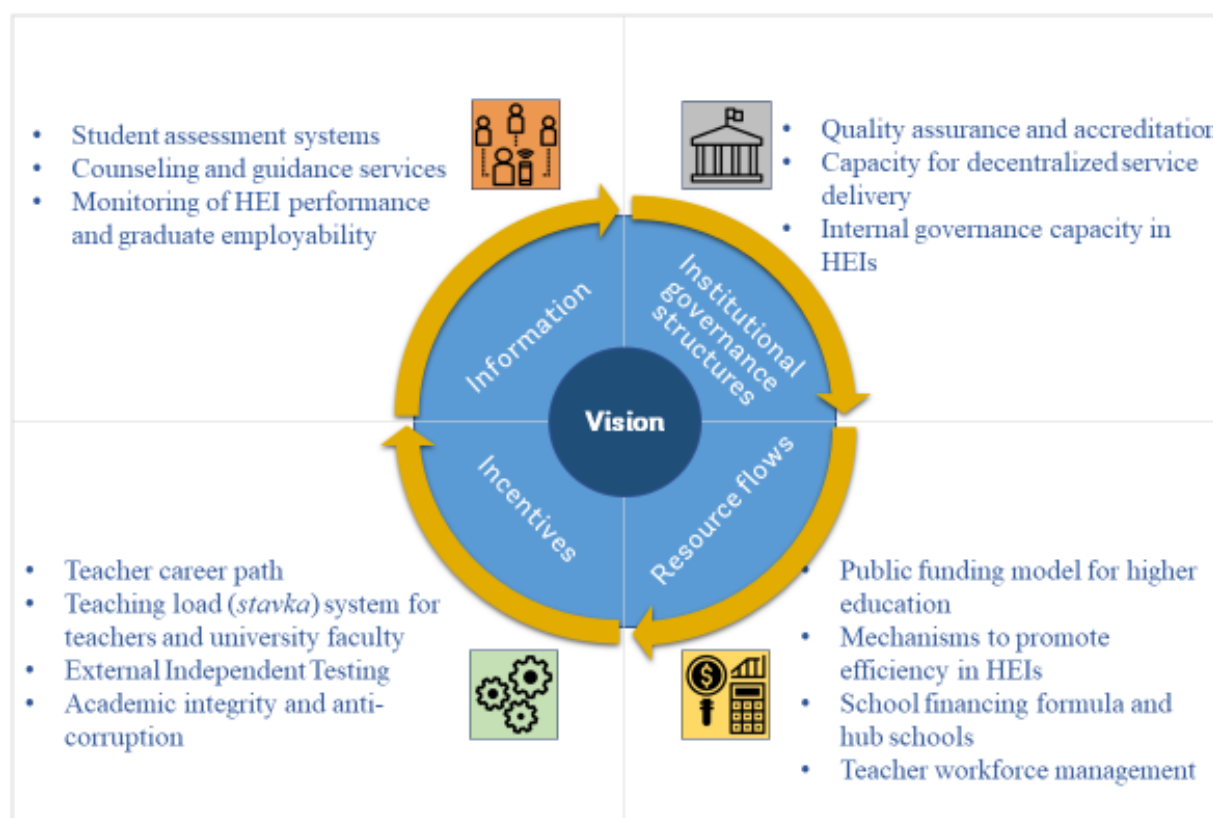 • Student assessment systems
• Counseling and guidance services
• Monitoring of HEI performance
and graduate employability
• Quality assurance and accreditation
• Capacity for decentralized service
delivery
• Internal governance capacity in
HEIs
Information
Institutional
governance
structures
Vision
Incentives
Resource flows
• Teacher career path
• Teaching load (stavka) system for
teachers and university faculty
• External Independent Testing
• Academic integrity and anti-
corruption
• Public funding model for higher
education
• Mechanisms to promote
efficiency in HEIs
• School financing formula and
hub schools
• Teacher workforce management
$